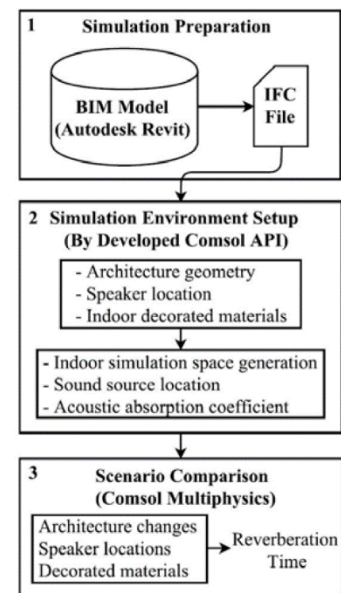 1 Simulation Preparation
BIM Model
(Autodesk Revit)
IFC
File
2 Simulation Environment Setup
(By Developed Comsol API)
- Architecture geometry
- Speaker location
- Indoor decorated materials
- Indoor simulation space generation
- Sound source location
- Acoustic absorption coefficient
3 Scenario Comparison
(Comsol Multiphysics)
Architecture changes
Speaker locations
Decorated materials
Reverberation
Time